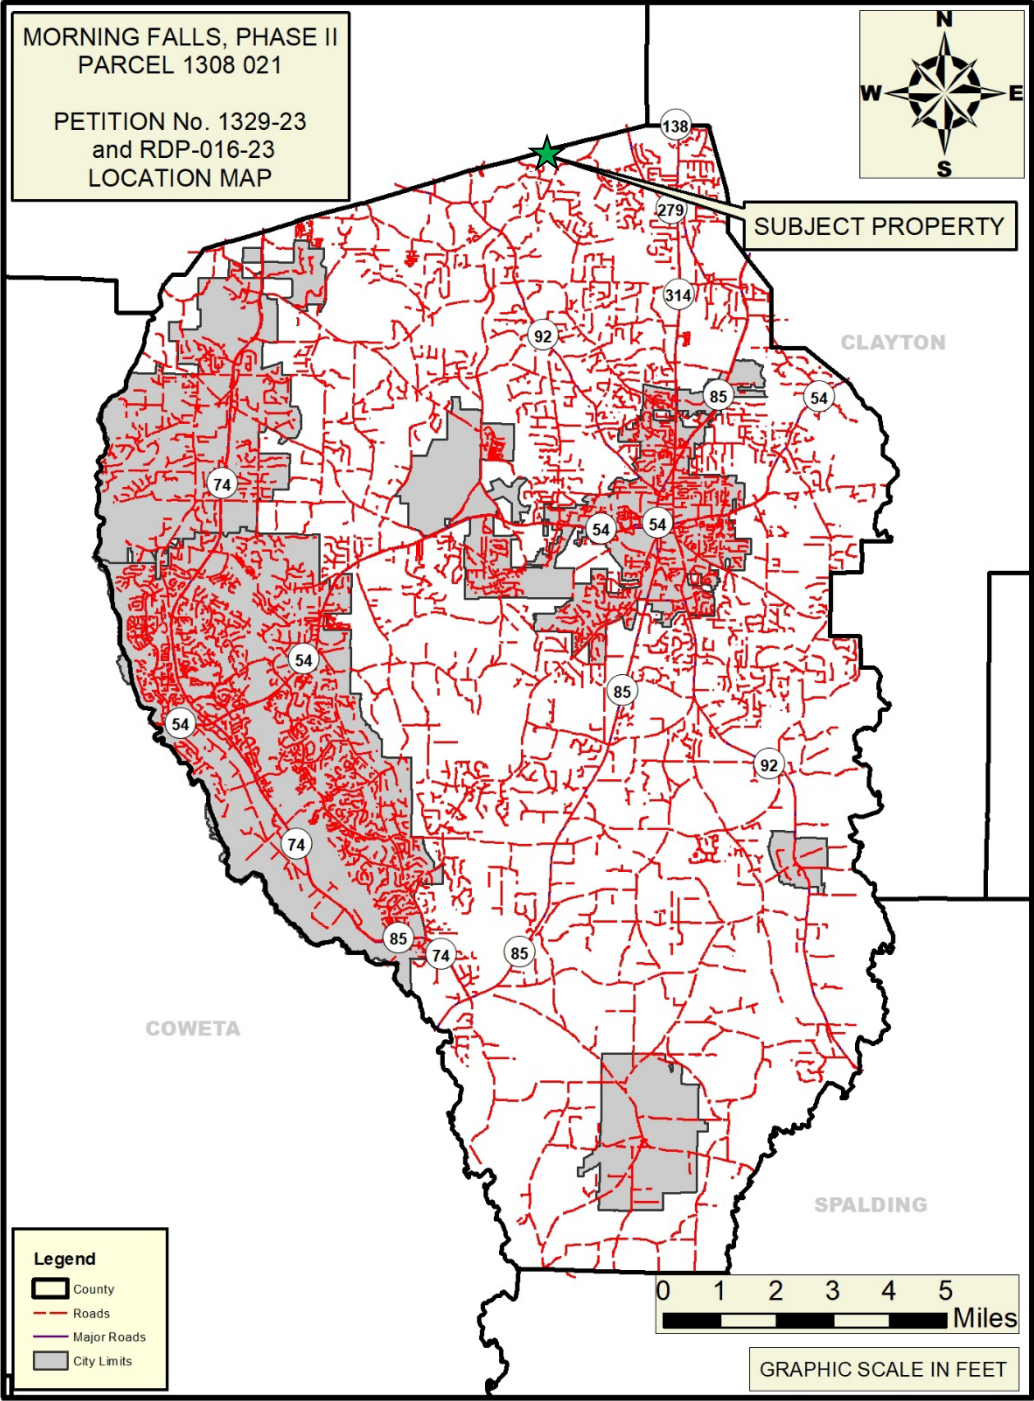 MORNING FALLS, PHASE II
PARCEL 1308 021
PETITION No. 1329-23
and RDP-016-23
LOCATION MAP
N
W
E
S
138
279
SUBJECT PROPERTY
314
92
CLAYTON
85
54
74
54
54
54
85
54
92
74
85
74
85
COWETA
SPALDING
Legend
County
Roads
Major Roads
City Limits
0 1 2 3 4 5
Miles
GRAPHIC SCALE IN FEET